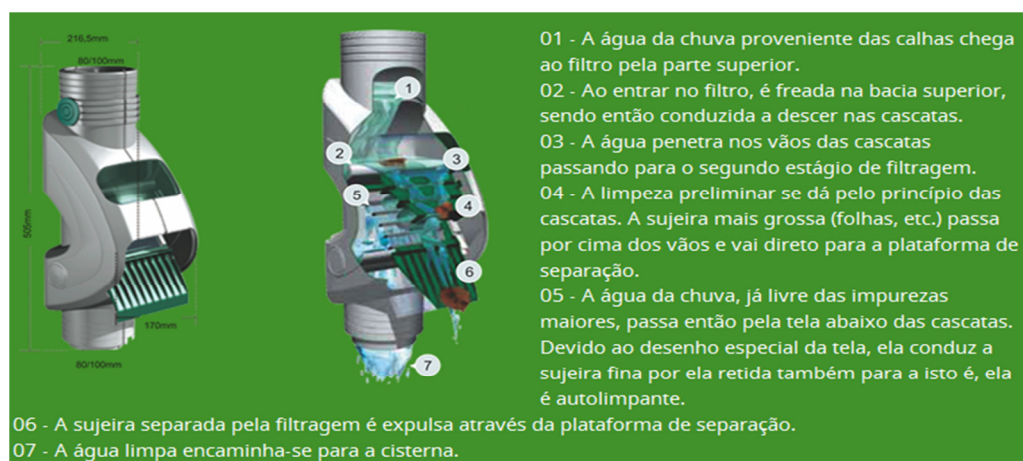 216,5mm
80/100mm
505mm
170mm
80/100mm
1
2
3
5
4
6
7
01 - A água da chuva proveniente das calhas chega
ao filtro pela parte superior.
02 - Ao entrar no filtro, é freada na bacia superior,
sendo então conduzida a descer nas cascatas.
03 - A água penetra nos vãos das cascatas
passando para o segundo estágio de filtragem.
04 - A limpeza preliminar se dá pelo princípio das
cascatas. A sujeira mais grossa (folhas, etc.) passa
por cima dos vãos e vai direto para a plataforma de
separação.
05 - A água da chuva, já livre das impurezas
maiores, passa então pela tela abaixo das cascatas.
Devido ao desenho especial da tela, ela conduz a
sujeira fina por ela retida também para a isto é, ela
é autolimpante.
06 - A sujeira separada pela filtragem é expulsa através da plataforma de separação.
07 - A água limpa encaminha-se para a cisterna.